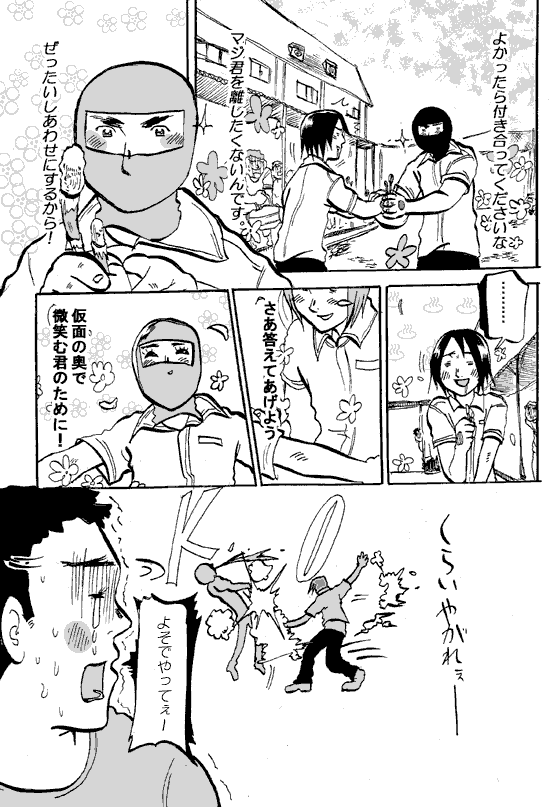 よかったら付き合ってくださいな
マジ君を離したくないんです。
ぜったいしあわせにするから!
………
さあ答えてあげよう
仮面の奥で
微笑む君のために!
くらいやがれぇー
K
O
っ
よそでやってぇー